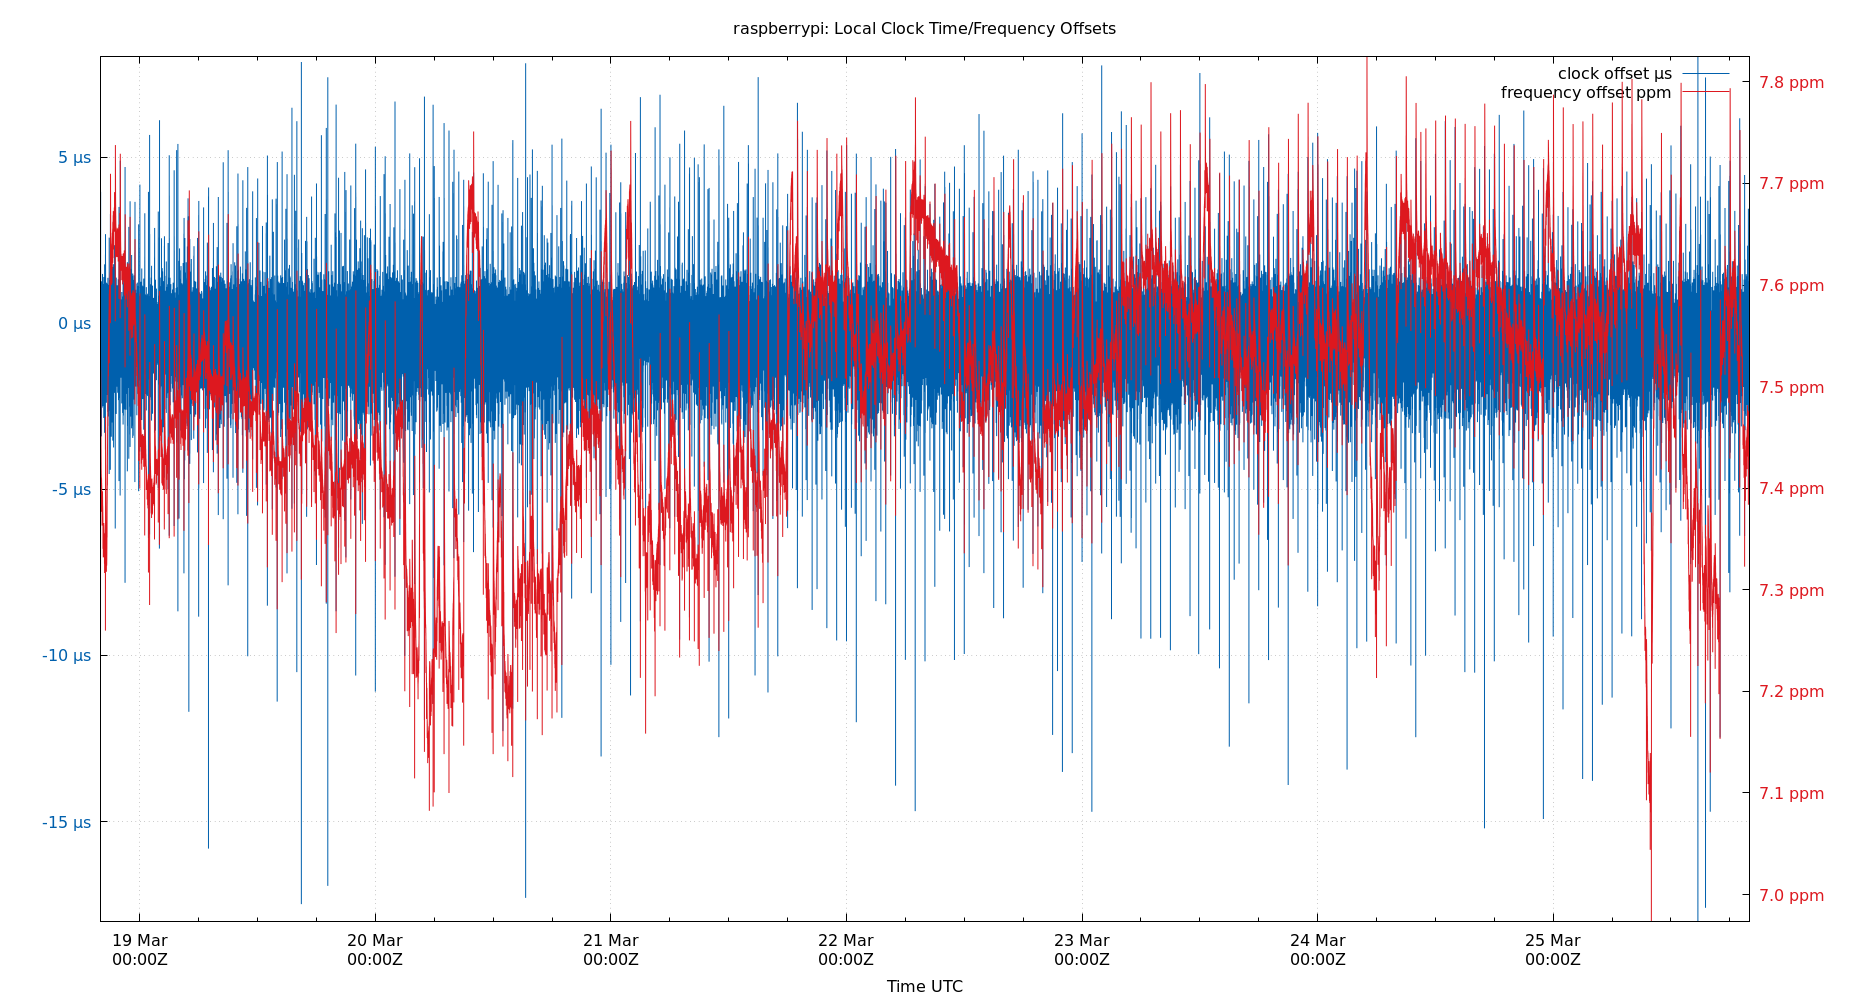 raspberrypi: Local Clock Time/Frequency Offsets
clock offset µs
frequency offset ppm
5 µs
0 µs
-5 µs
-10 µs
-15 µs
7.8 ppm
7.7 ppm
7.6 ppm
7.5 ppm
7.4 ppm
7.3 ppm
7.2 ppm
7.1 ppm
7.0 ppm
19 Mar
00:00Z
20 Mar
00:00Z
21 Mar
00:00Z
22 Mar
00:00Z
23 Mar
00:00Z
24 Mar
00:00Z
25 Mar
00:00Z
Time UTC